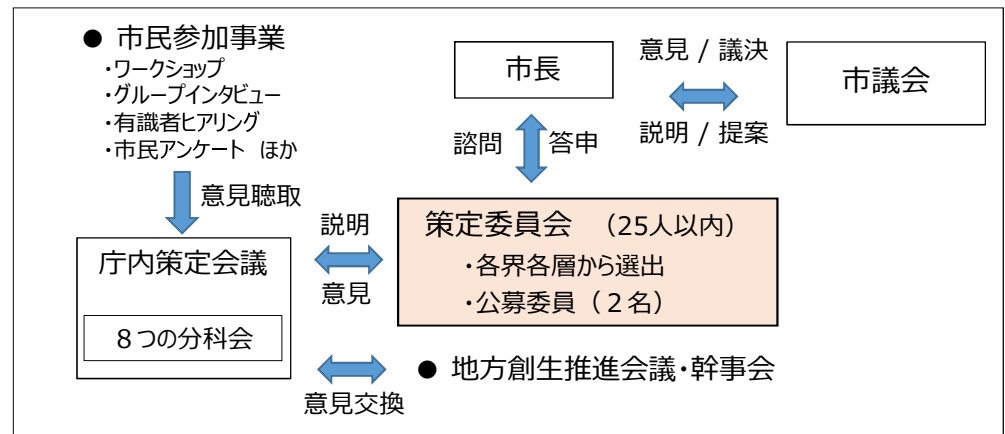 ● 市民参加事業
・ワークショップ
・グループインタビュー
・有識者ヒアリング
・市民アンケート ほか
意見聴取
市長
意見 / 議決
説明 / 提案
市議会
諮問
答申
庁内策定会議
8つの分科会
説明
意見
策定委員会 （25人以内）
・各界各層から選出
・公募委員（２名）
意見交換
● 地方創生推進会議・幹事会